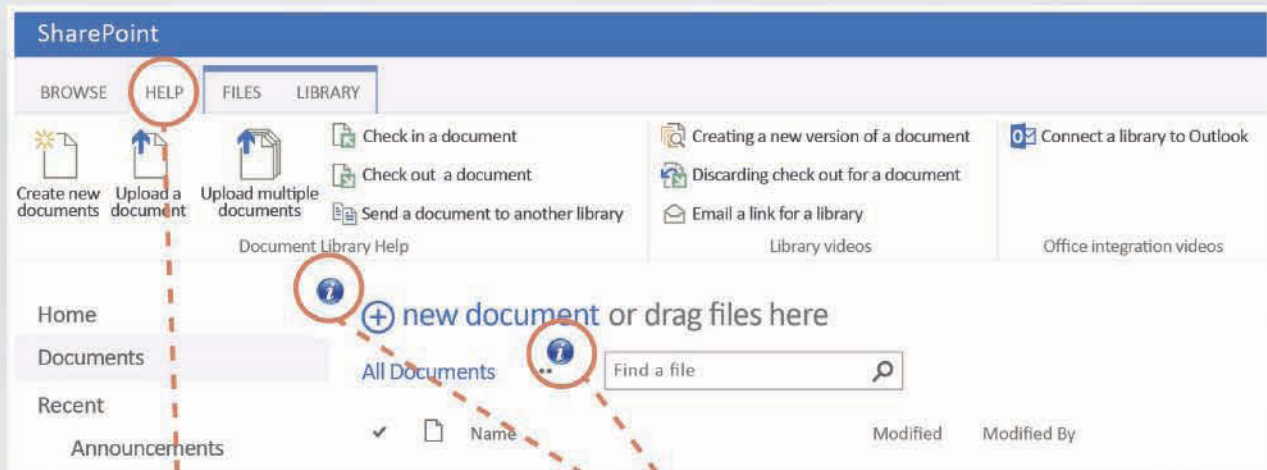 SharePoint
BROWSE HELP FILES LIBRARY
Create new
documents
Upload a
document
Upload multiple
documents
Check in a document
Check out a document
Send a document to another library
Document Library Help
Creating a new version of a document
Discarding check out for a document
Email a link for a library
Library videos
Connect a library to Outlook
Office integration videos
Home
Documents
Recent
Announcements
new document or drag files here
All Documents
Find a file
Name Modified Modified By